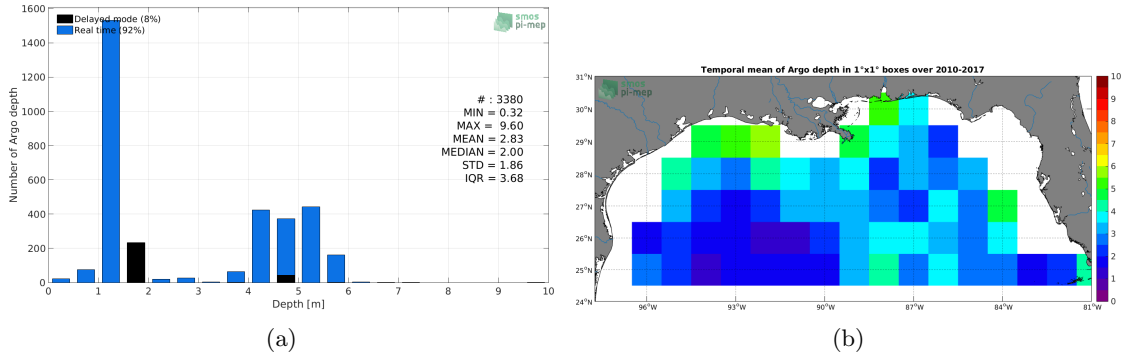 Delayed mode (8%)
Real time (92%)
smos
pi-mep
# : 3380
MIN = 0.32
MAX = 9.60
MEAN = 2.83
MEDIAN = 2.00
STD = 1.86
IQR = 3.68
Number of Argo depth
1600
1400
1200
1000
800
600
400
200
0
0 1 2 3 4 5 6 7 8 9 10
Depth [m]
(a)
Temporal mean of Argo depth in 1°x1° boxes over 2010-2017
smos
pi-mep
31°N
30°N
29°N
28°N
27°N
26°N
25°N
24°N
96°W 93°W 90°W 87°W 84°W 81°W
10
9
8
7
6
5
4
3
2
1
0
(b)